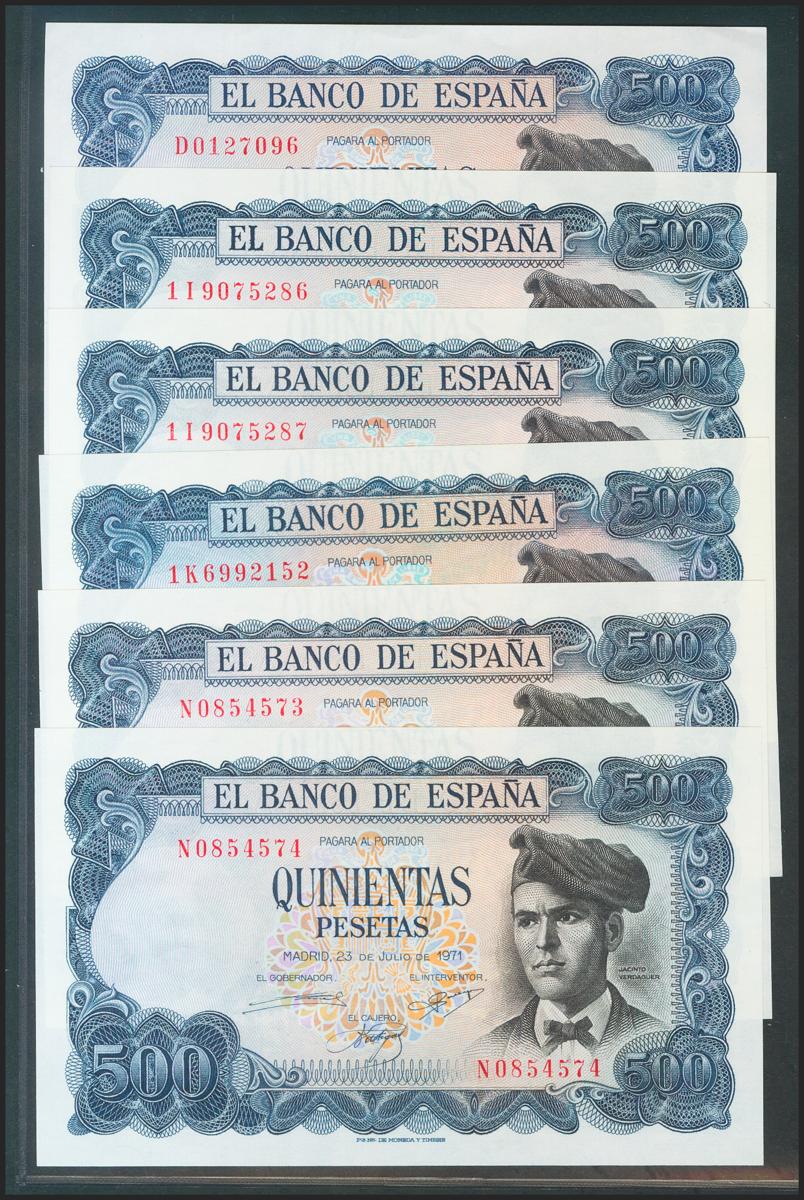 EL BANCO DE ESPAÑA 500
D0127096 PAGARA AL PORTADOR
EL BANCO DE ESPAÑA 500
1I9075286 PAGARA AL PORTADOR
EL BANCO DE ESPAÑA 500
1I9075287 PAGARA AL PORTADOR
EL BANCO DE ESPAÑA 500
1K6992152 PAGARA AL PORTADOR
EL BANCO DE ESPAÑA 500
N0854573 PAGARA AL PORTADOR
EL BANCO DE ESPAÑA 500
N0854574 PAGARA AL PORTADOR
QUINIENTAS
PESETAS
MADRID, 23 DE JULIO DE 1971
EL GOBERNADOR, EL INTERVENTOR,
JACINTO
VERDAGUER
EL CAJERO,
500 N0854574 500
DE MONEDA Y TIMBRE